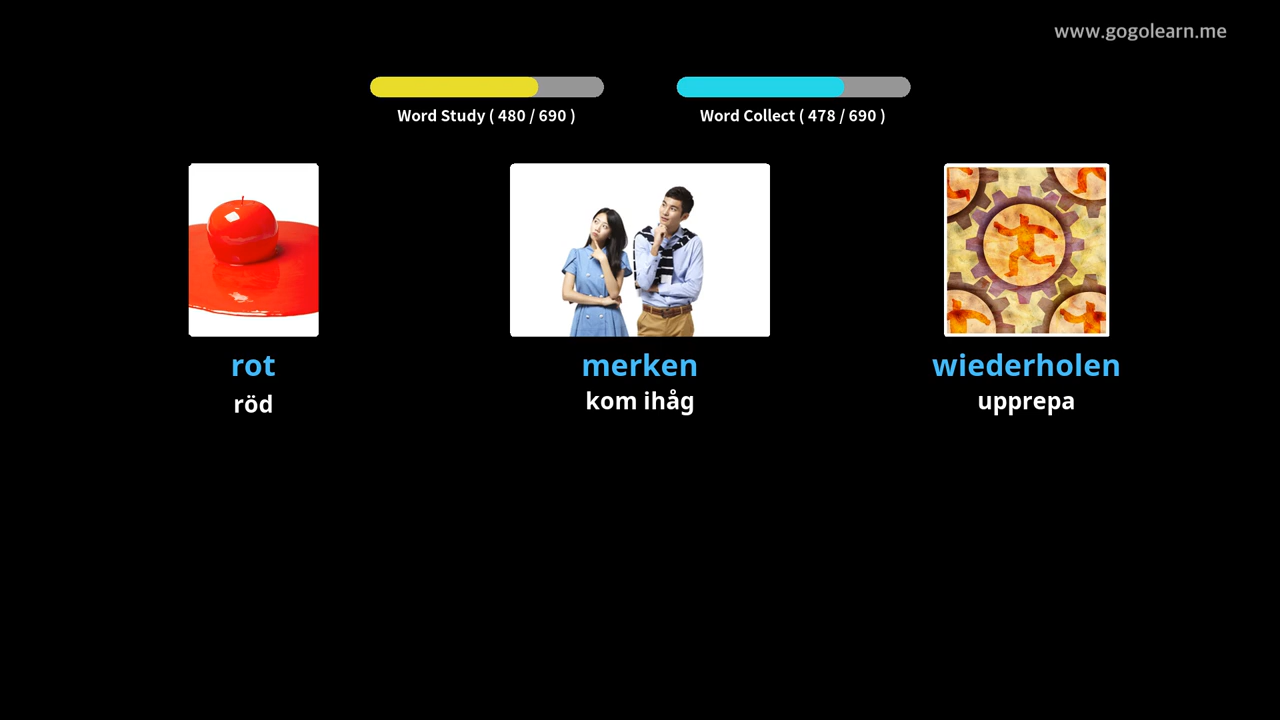 www.gogolearn.me
Word Study ( 480 / 690 )
Word Collect ( 478 / 690 )
rot
röd
merken
kom ihåg
wiederholen
upprepa